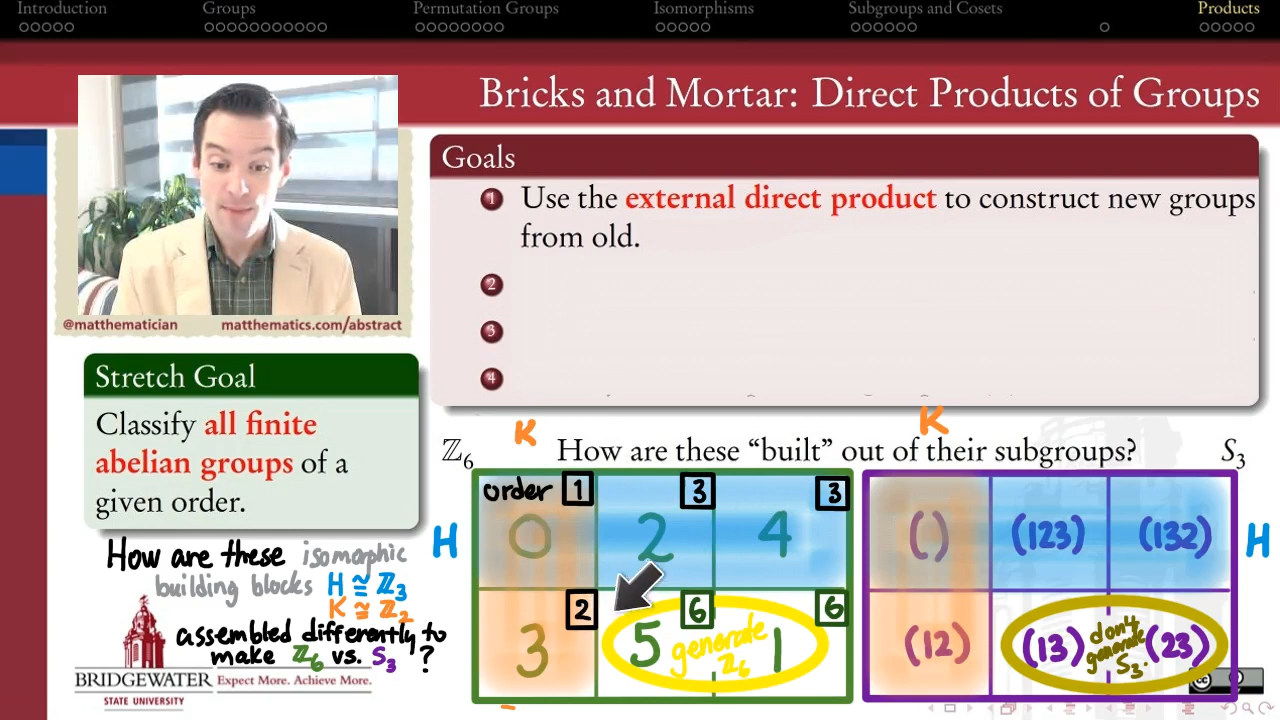 Introduction Groups Permutation Groups Isomorphisms Subgroups and Cosets Products
Bricks and Mortar: Direct Products of Groups
@matthematician matthematics.com/abstract
Goals
1 Use the external direct product to construct new groups
from old.
2
3
4
Stretch Goal
Classify all finite
abelian groups of a
given order.
How are these isomorphic
building blocks H ≅ ℤ3
K ≅ ℤ2
assembled differently to
make ℤ6 vs. S3 ?
BRIDGEWATER
STATE UNIVERSITY
Expect More. Achieve More.
K K
ℤ6 How are these “built” out of their subgroups? S3
order 1 3 3
H 0 2 4
2 6 6
3 5 generate ℤ6 1
( ) (123) (132) H
(12) (13) don't generate S3. (23)
cc